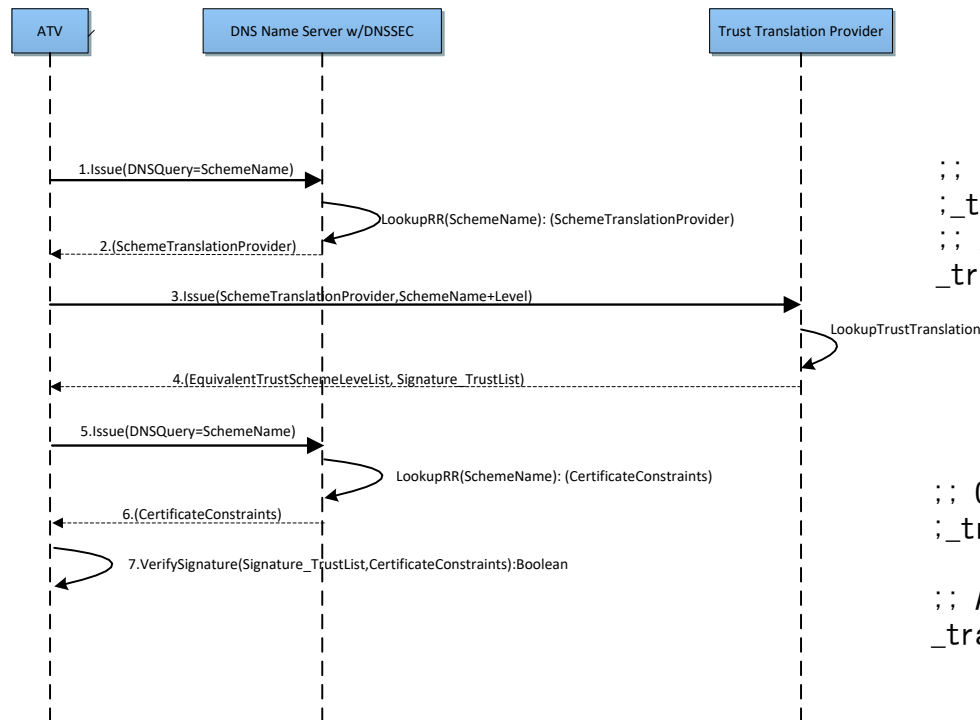 ATV
DNS Name Server w/DNSSEC
Trust Translation Provider
1.Issue(DNSQuery=SchemeName)
LookupRR(SchemeName): (SchemeTranslationProvider)
2.(SchemeTranslationProvider)
3.Issue(SchemeTranslationProvider,SchemeName+Level)
LookupTrustTranslation
4.(EquivalentTrustSchemeLeveList, Signature_TrustList)
5.Issue(DNSQuery=SchemeName)
LookupRR(SchemeName): (CertificateConstraints)
6.(CertificateConstraints)
7.VerifySignature(Signature_TrustList,CertificateConstraints):Boolean
;;
;_t
;;
_tr
;;
;_tr
;; A
_tra